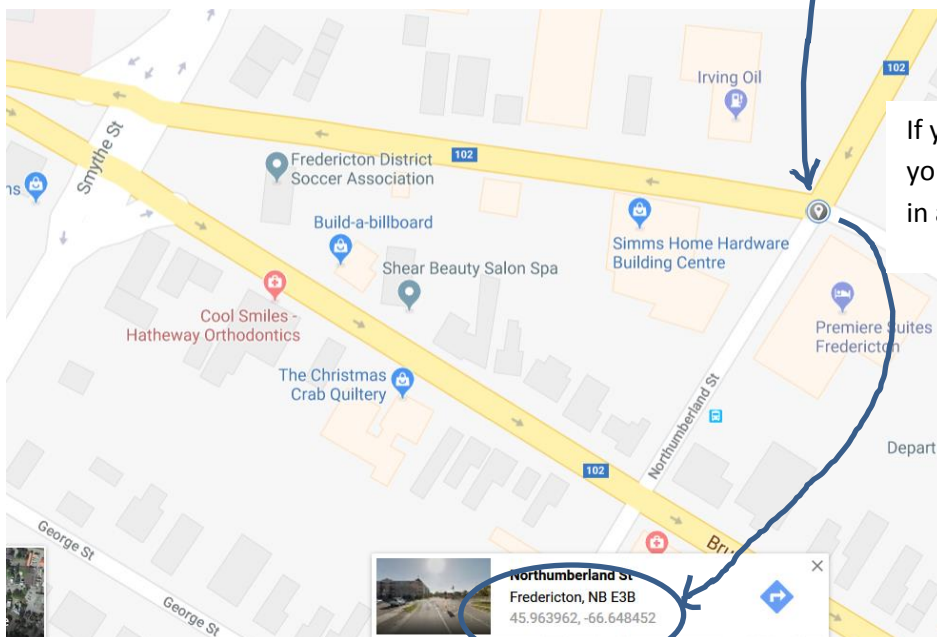 Irving Oil
102
If y
yo
in a
Smythe St
Fredericton District
Soccer Association
102
Build-a-billboard
Simms Home Hardware
Building Centre
Shear Beauty Salon Spa
Cool Smiles -
Hatheway Orthodontics
Premiere Suites
Fredericton
The Christmas
Crab Quiltery
Northumberland St
Depart
102
George St
Bru
George St
Northumberland St
Fredericton, NB E3B
45.963962, -66.648452